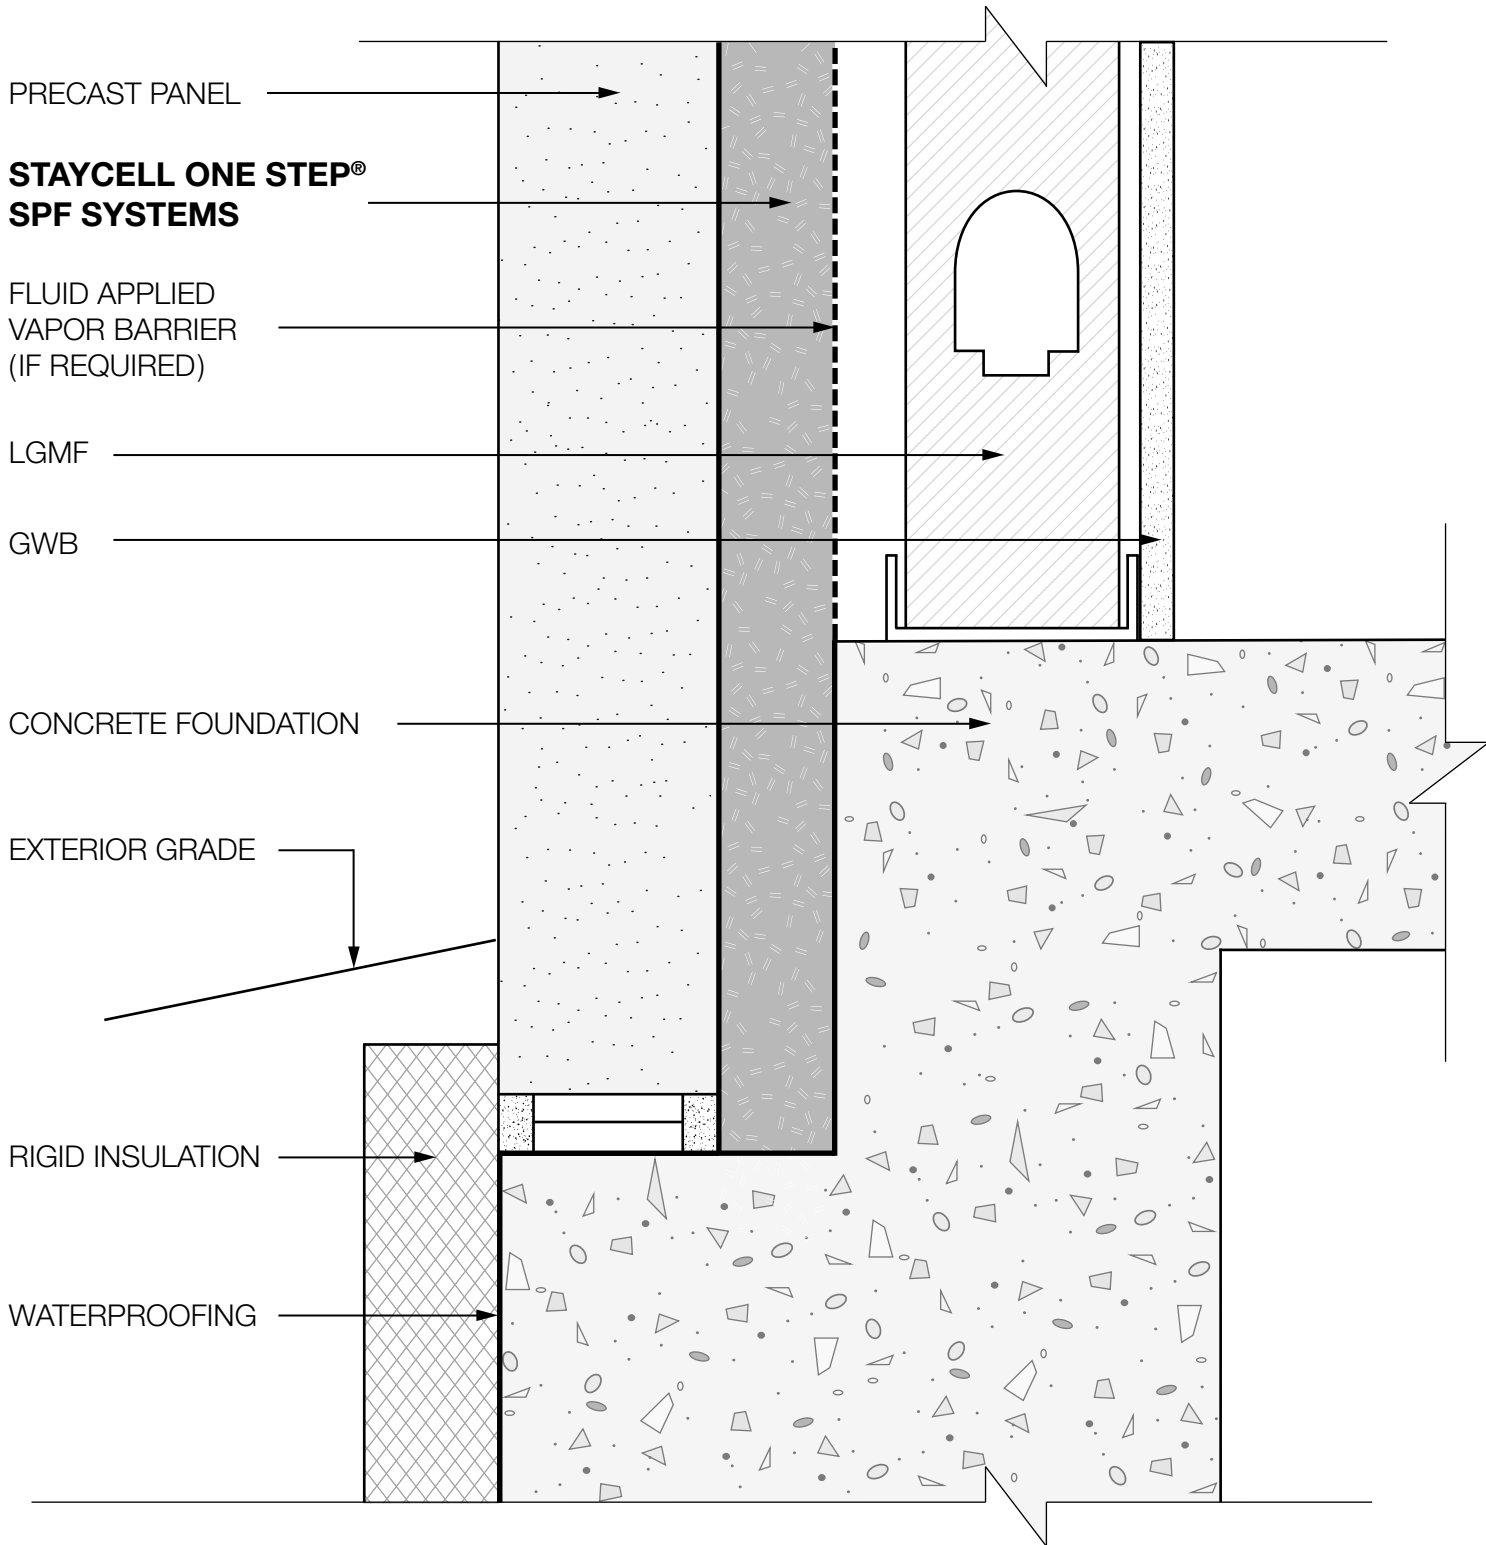 PRECAST PANEL
STAYCELL ONE STEP®
SPF SYSTEMS
FLUID APPLIED
VAPOR BARRIER
(IF REQUIRED)
LGMF
GWB
CONCRETE FOUNDATION
EXTERIOR GRADE
RIGID INSULATION
WATERPROOFING